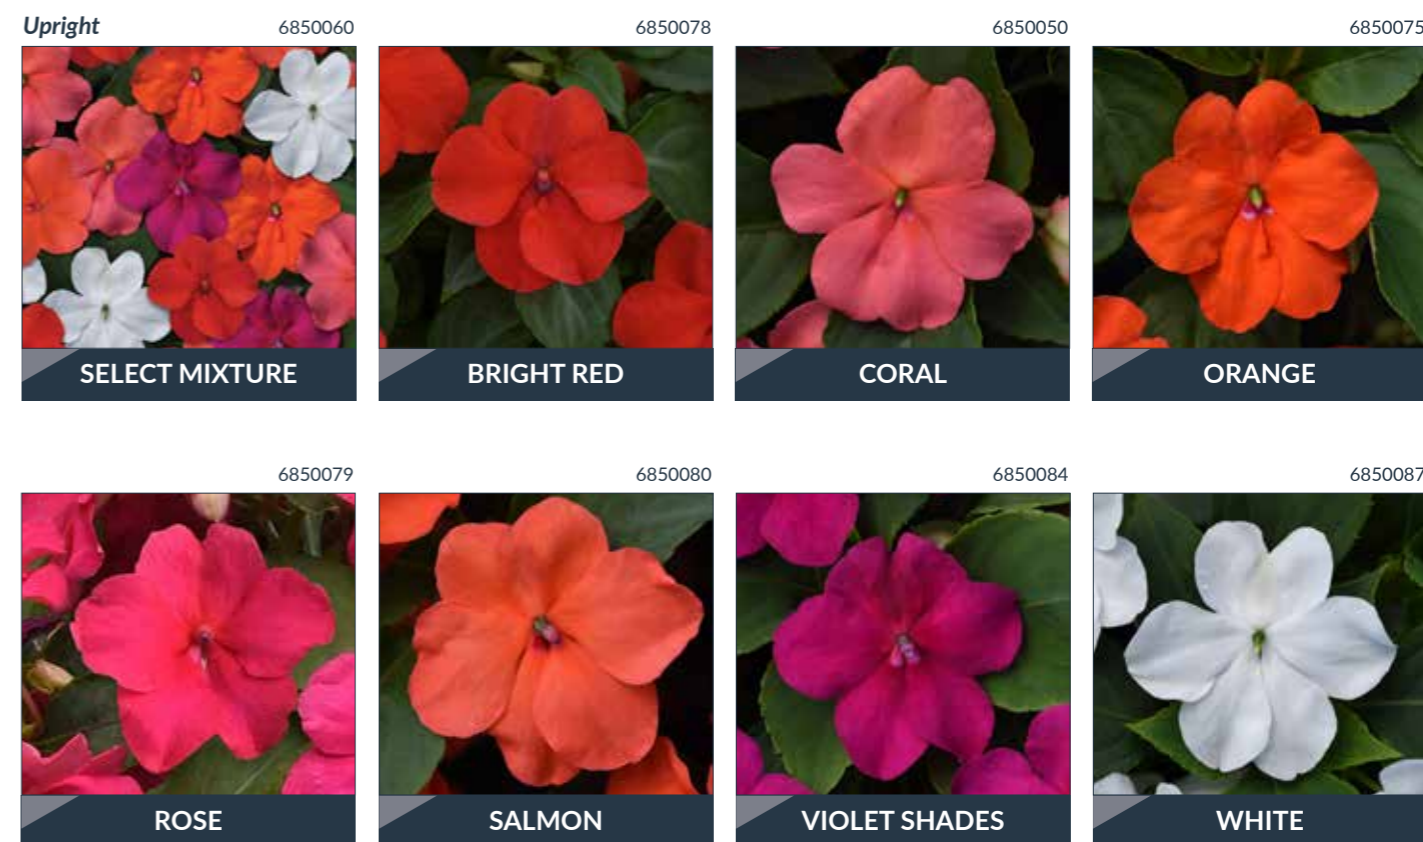 Upright 6850060 6850078 6850050 6850075
SELECT MIXTURE BRIGHT RED CORAL ORANGE
6850079 6850080 6850084 6850087
ROSE SALMON VIOLET SHADES WHITE